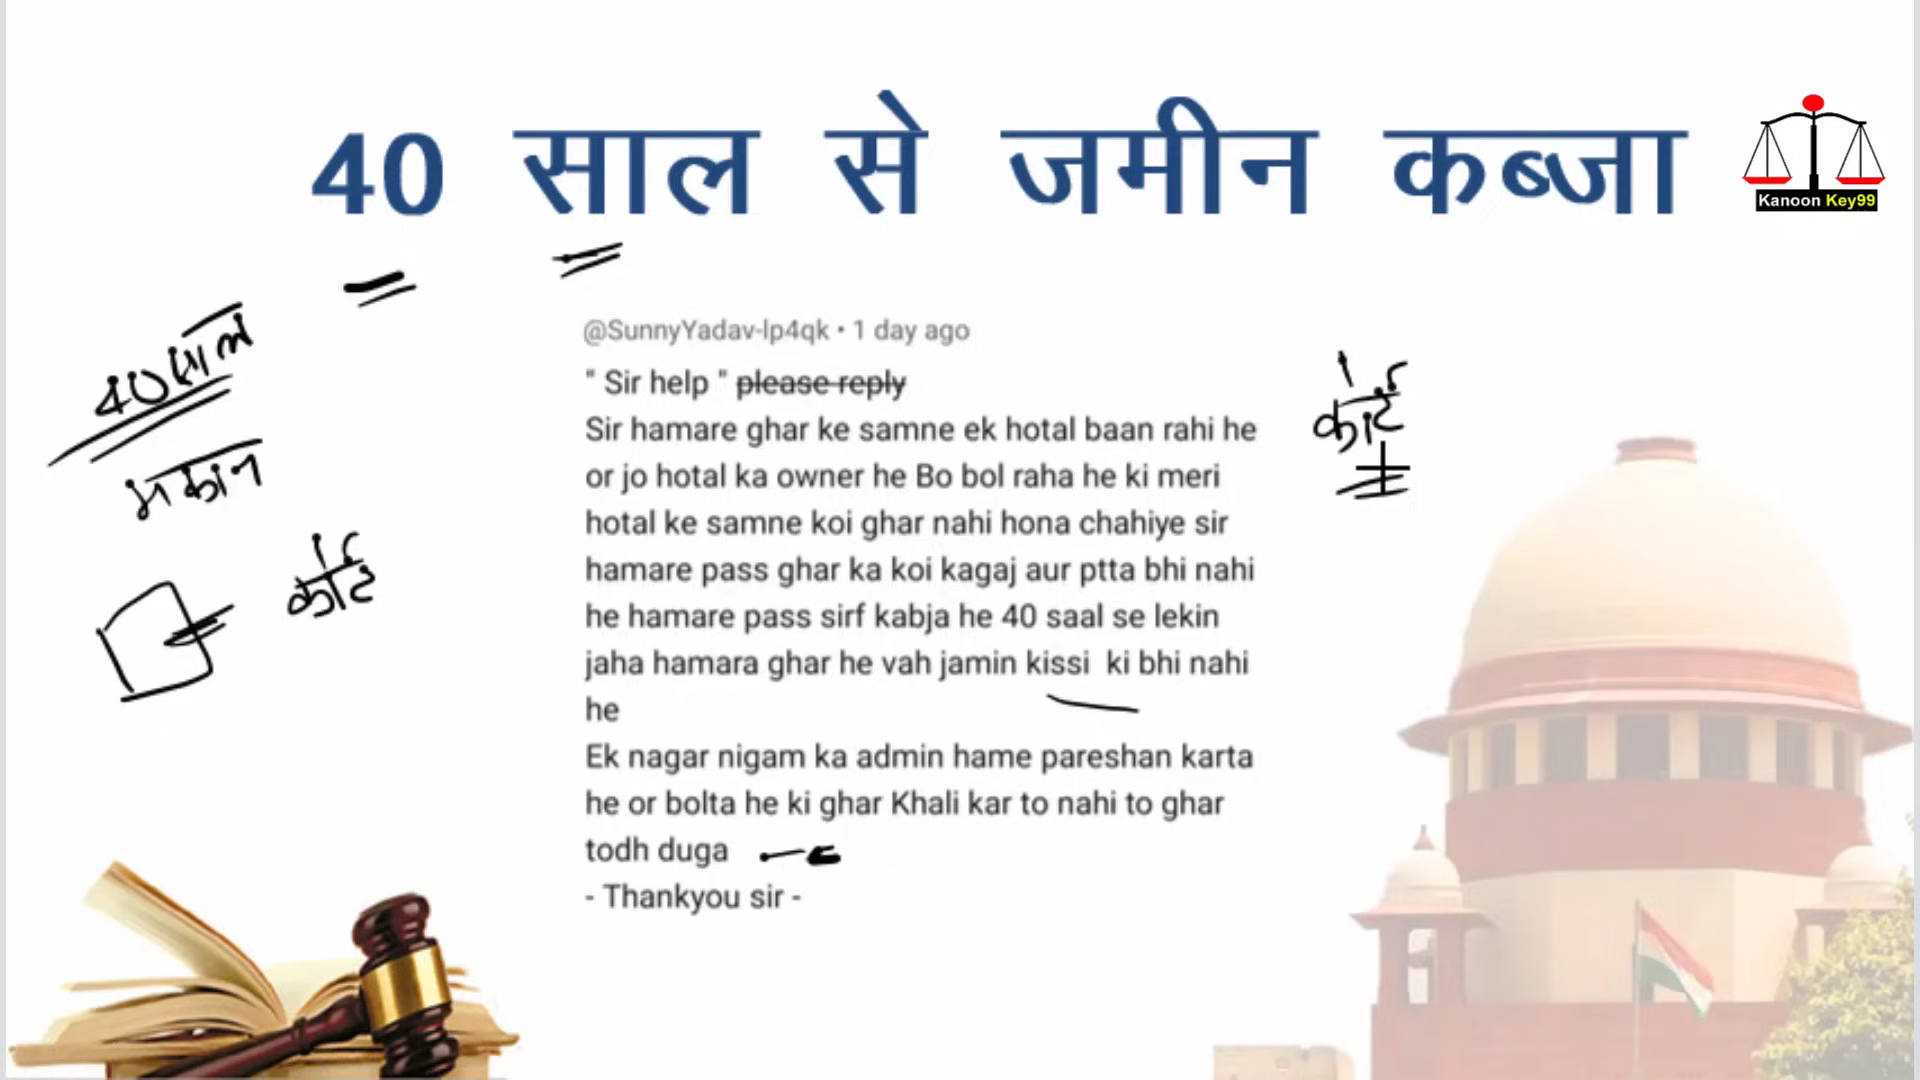 40 साल से जमीन कब्जा
Kanoon Key99
40 साल
मकान
कोर्ट
@SunnyYadav-lp4qk • 1 day ago
" Sir help " please reply
Sir hamare ghar ke samne ek hotal baan rahi he
or jo hotal ka owner he Bo bol raha he ki meri
hotal ke samne koi ghar nahi hona chahiye sir
hamare pass ghar ka koi kagaj aur ptta bhi nahi
he hamare pass sirf kabja he 40 saal se lekin
jaha hamara ghar he vah jamin kissi ki bhi nahi
he
Ek nagar nigam ka admin hame pareshan karta
he or bolta he ki ghar Khali kar to nahi to ghar
todh duga
- Thankyou sir -
कोर्ट